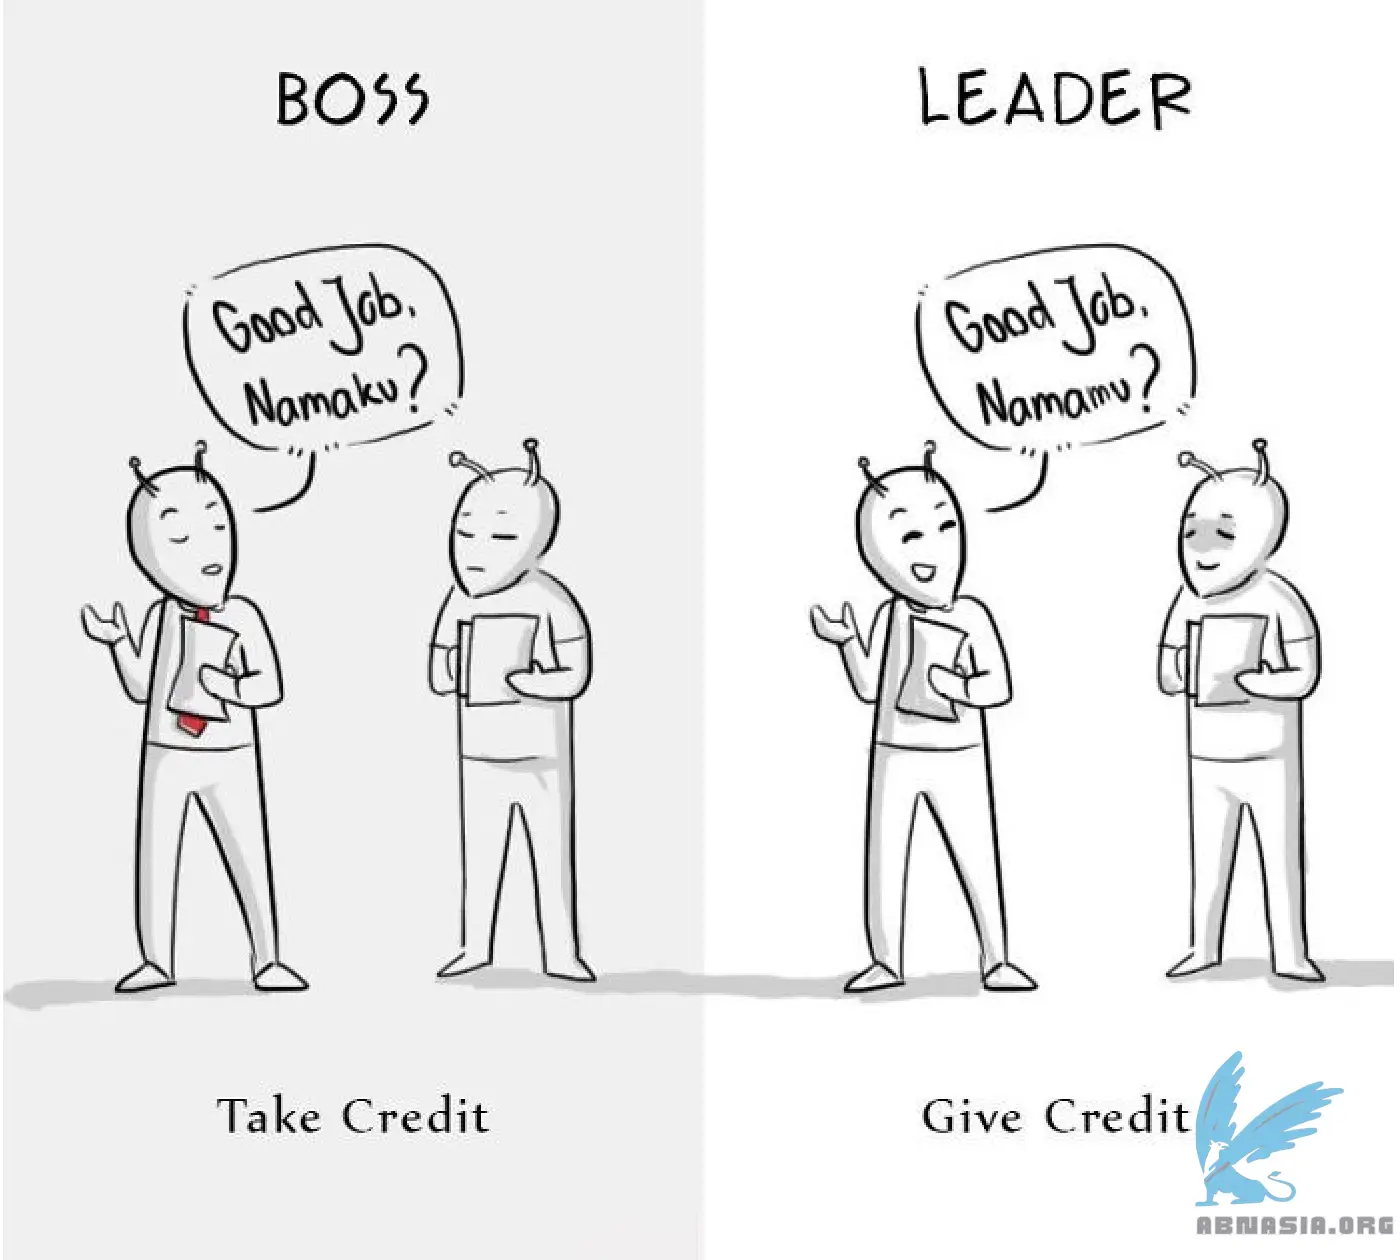 BOSS
LEADER
Good Job,
Namaku?
Good Job,
Namamu?
Take Credit
Give Credit
ABNASIA.ORG